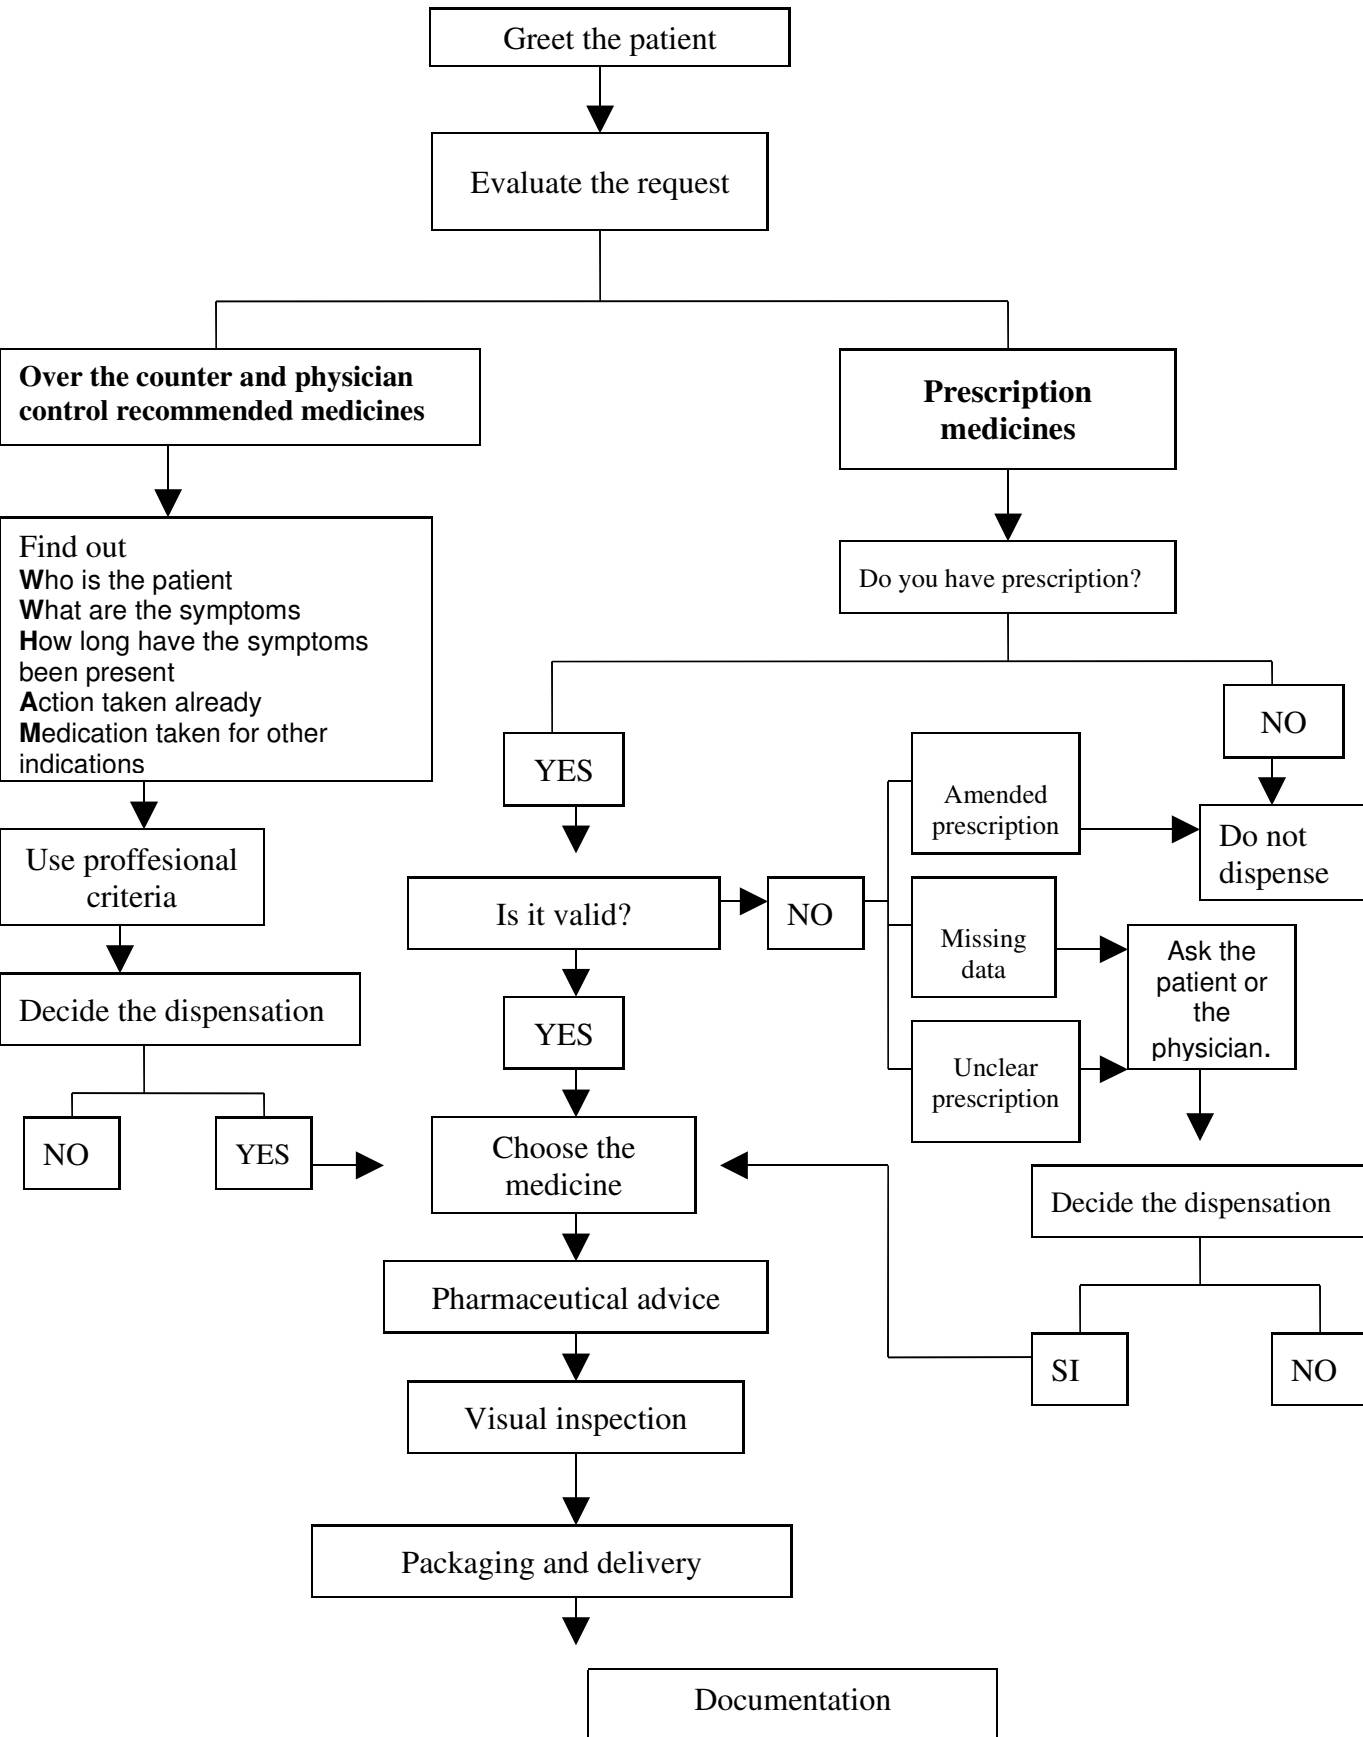 Greet the patient
Evaluate the request
Over the counter and physician
control recommended medicines
Prescription
medicines
Find out
Who is the patient
What are the symptoms
How long have the symptoms
been present
Action taken already
Medication taken for other
indications
Do you have prescription?
NO
YES
Amended
prescription
Do not
dispense
Use proffesional
criteria
Is it valid?
NO
Missing
data
Ask the
patient or
the
physician.
Decide the dispensation
YES
Unclear
prescription
NO
YES
Choose the
medicine
Decide the dispensation
Pharmaceutical advice
SI
NO
Visual inspection
Packaging and delivery
Documentation